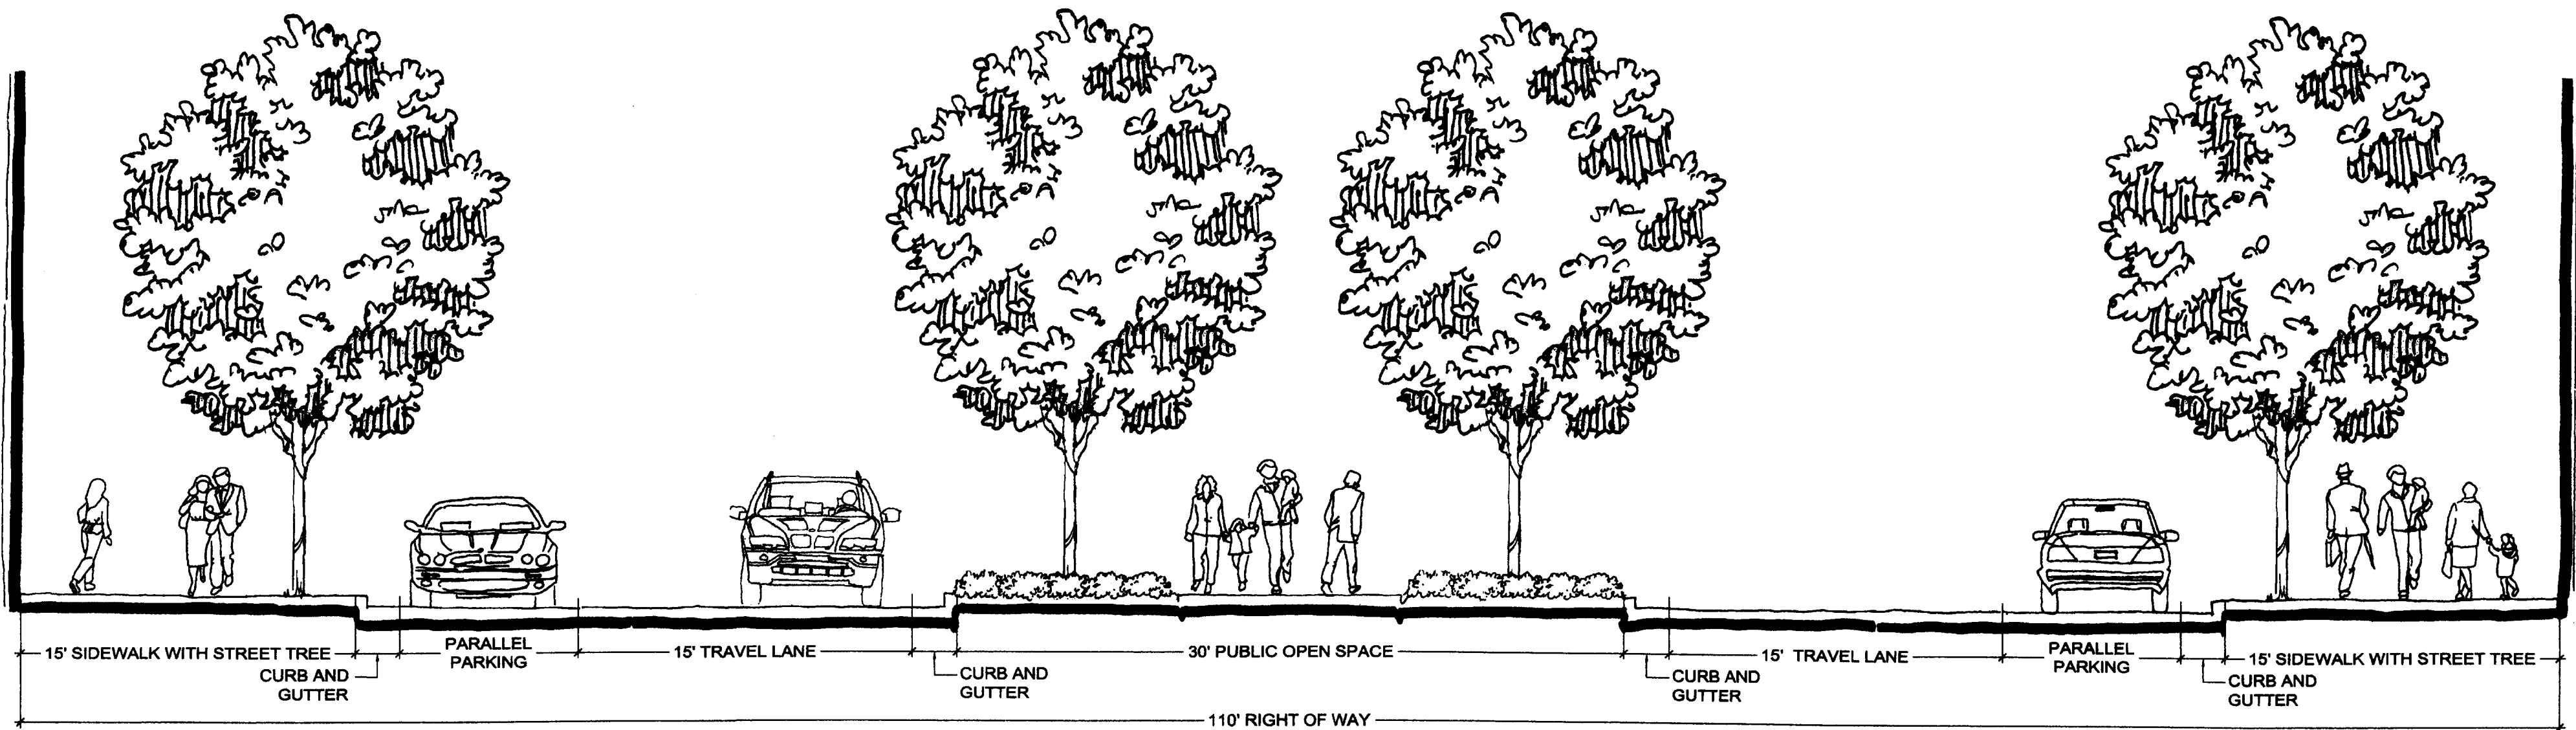 15' SIDEWALK WITH STREET TREE
CURB AND
GUTTER
PARALLEL
PARKING
15' TRAVEL LANE
CURB AND
GUTTER
30' PUBLIC OPEN SPACE
CURB AND
GUTTER
15' TRAVEL LANE
PARALLEL
PARKING
CURB AND
GUTTER
15' SIDEWALK WITH STREET TREE
110' RIGHT OF WAY